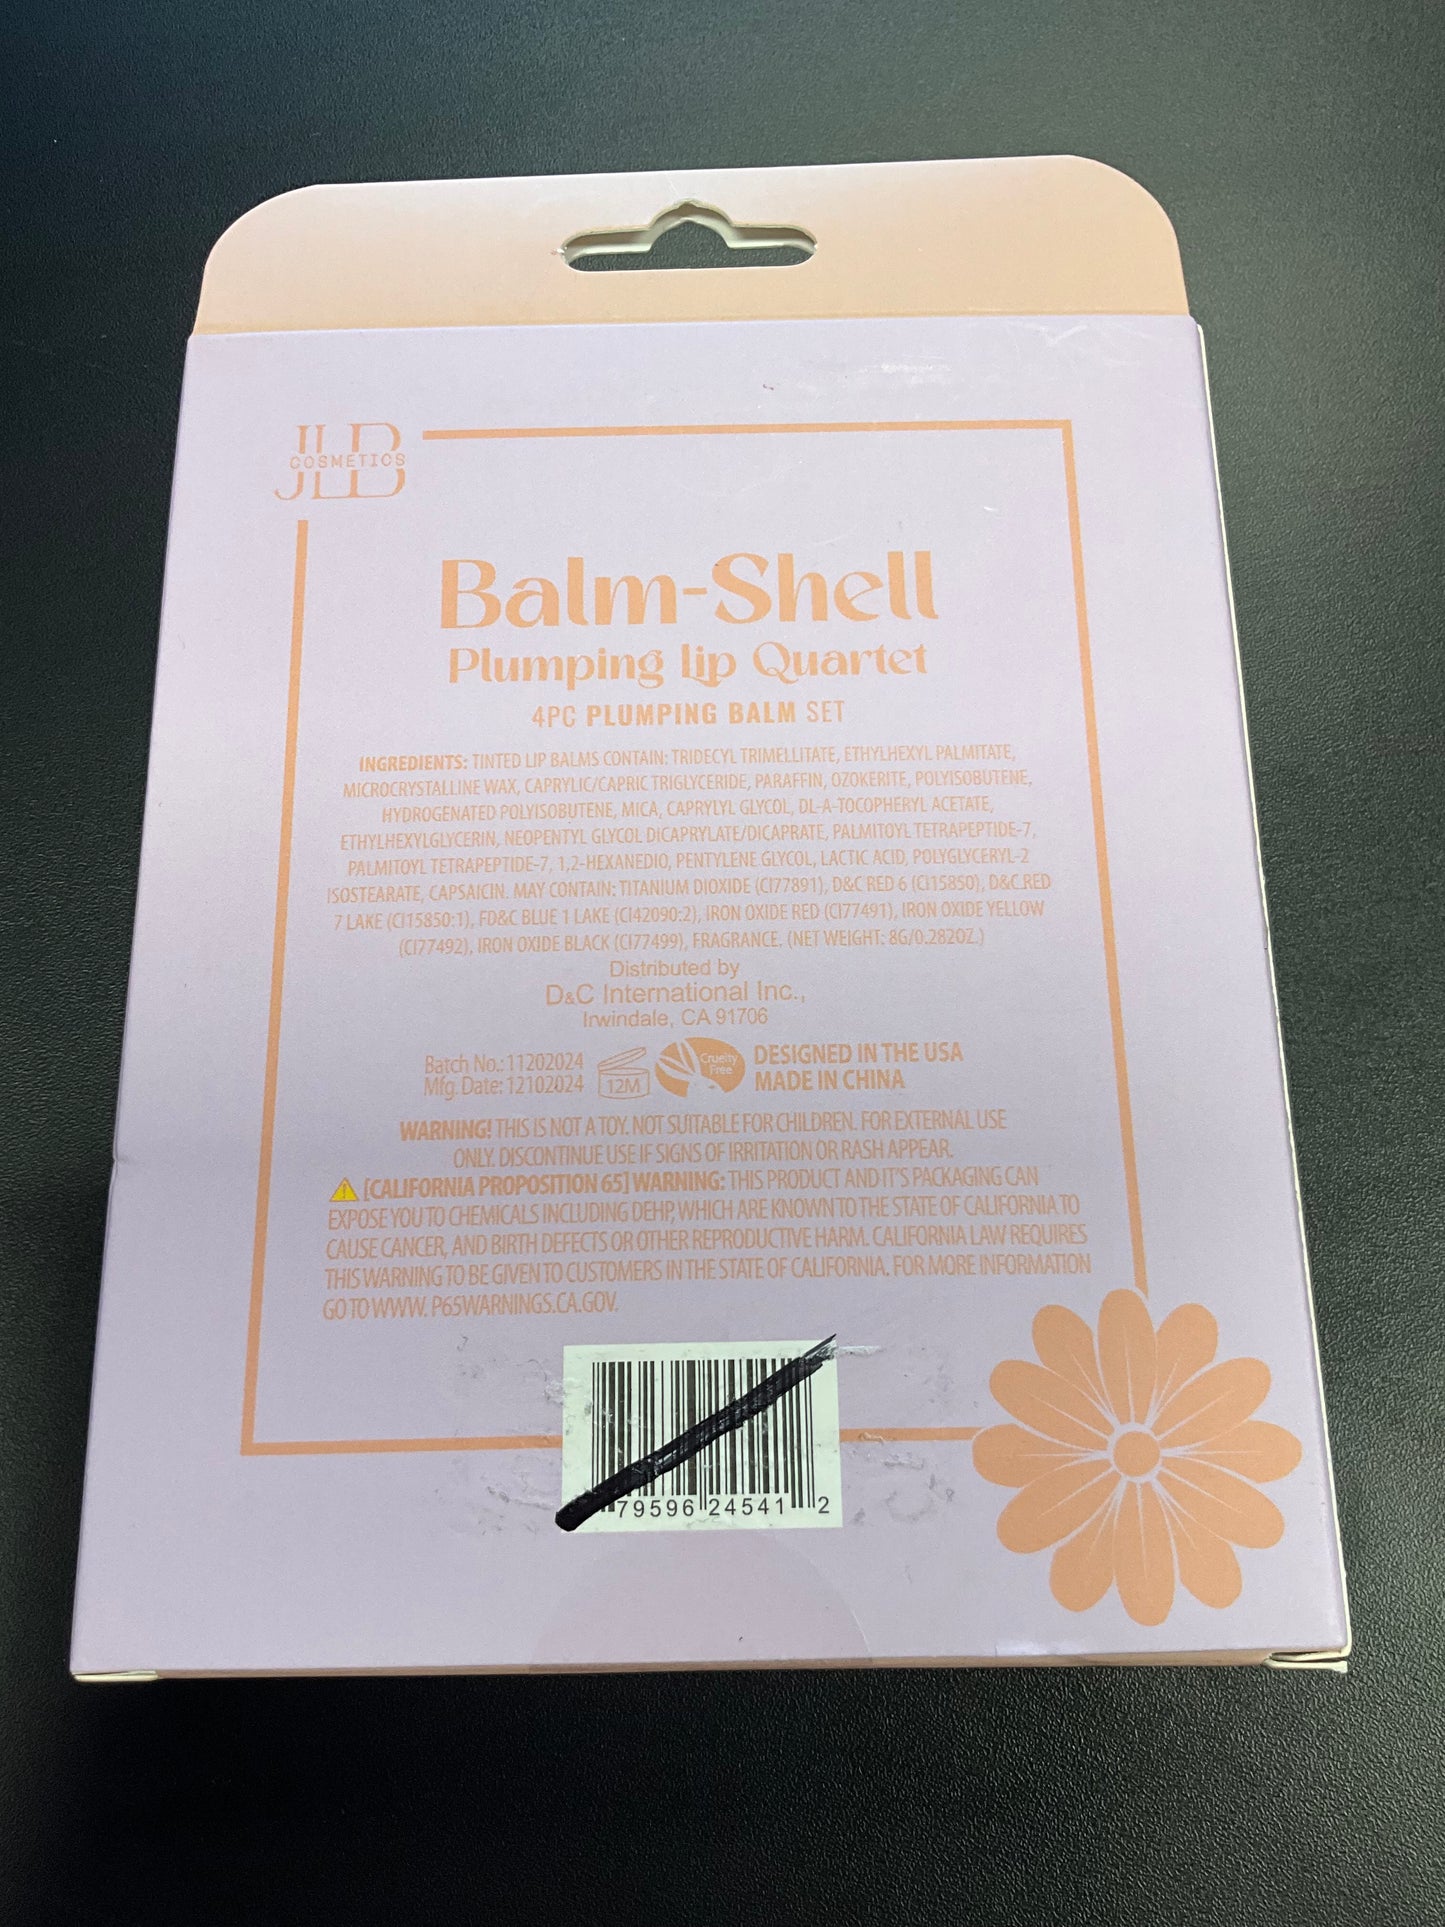 JLB
COSMETICS
Balm-Shell
Plumping Lip Quartet
4PC PLUMPING BALM SET
INGREDIENTS: TINTED LIP BALMS CONTAIN: TRIDECYL TRIMELLITATE, ETHYLHEXYL PALMITATE,
MICROCRYSTALLINE WAX, CAPRYLIC/CAPRIC TRIGLYCERIDE, PARAFFIN, OZOKERITE, POLYISOBUTENE,
HYDROGENATED POLYISOBUTENE, MICA, CAPRYLYL GLYCOL, DL-A-TOCOPHERYL ACETATE,
ETHYLHEXYLGLYCERIN, NEOPENTYL GLYCOL DICAPRYLATE/DICAPRATE, PALMITOYL TETRAPEPTIDE-7,
PALMITOYL TETRAPEPTIDE-7, 1,2-HEXANEDIO, PENTYLENE GLYCOL, LACTIC ACID, POLYGLYCERYL-2
ISOSTEARATE, CAPSAICIN. MAY CONTAIN: TITANIUM DIOXIDE (CI77891), D&C RED 6 (CI15850), D&C RED
7 LAKE (CI15850:1), FD&C BLUE 1 LAKE (CI42090:2), IRON OXIDE RED (CI77491), IRON OXIDE YELLOW
(CI77492), IRON OXIDE BLACK (CI77499), FRAGRANCE. (NET WEIGHT: 8G/0.282OZ.)
Distributed by
D&C International Inc.,
Irwindale, CA 91706
Batch No.: 11202024
Mfg. Date: 12102024
12M
Cruelty
Free
DESIGNED IN THE USA
MADE IN CHINA
WARNING! THIS IS NOT A TOY. NOT SUITABLE FOR CHILDREN. FOR EXTERNAL USE
ONLY. DISCONTINUE USE IF SIGNS OF IRRITATION OR RASH APPEAR.
[CALIFORNIA PROPOSITION 65] WARNING: THIS PRODUCT AND IT'S PACKAGING CAN
EXPOSE YOU TO CHEMICALS INCLUDING DEHP, WHICH ARE KNOWN TO THE STATE OF CALIFORNIA TO
CAUSE CANCER, AND BIRTH DEFECTS OR OTHER REPRODUCTIVE HARM. CALIFORNIA LAW REQUIRES
THIS WARNING TO BE GIVEN TO CUSTOMERS IN THE STATE OF CALIFORNIA. FOR MORE INFORMATION
GO TO WWW. P65WARNINGS.CA.GOV.
79596 24541 2